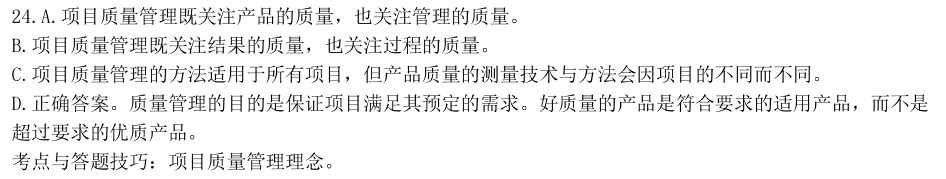 24.A.项目质量管理既关注产品的质量，也关注管理的质量。
B.项目质量管理既关注结果的质量，也关注过程的质量。
C.项目质量管理的方法适用于所有项目，但产品质量的测量技术与方法会因项目的不同而不同。
D.正确答案。质量管理的目的是保证项目满足其预定的需求。好质量的产品是符合要求的适用产品，而不是
超过要求的优质产品。
考点与答题技巧：项目质量管理理念。